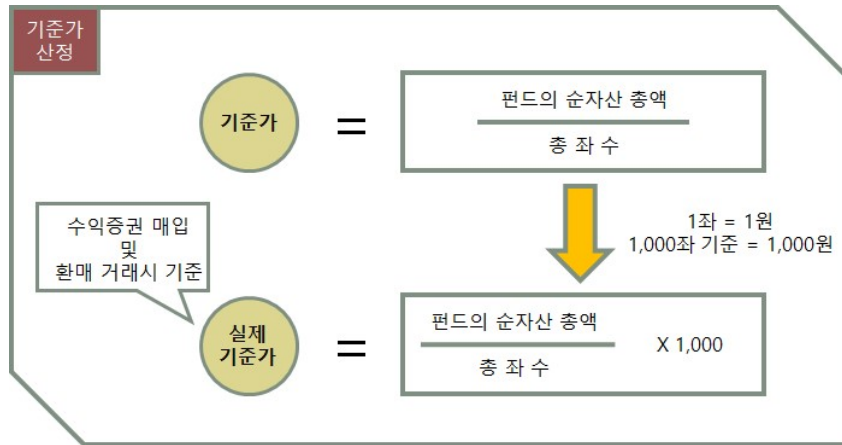 기준가
산정
기준가
=
펀드의 순자산 총액
총 좌 수
1좌 = 1원
1,000좌 기준 = 1,000원
수익증권 매입
및
환매 거래시 기준
실제
기준가
=
펀드의 순자산 총액
총 좌 수
X 1,000